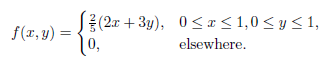 f(x, y) = { 2/5 (2x + 3y), 0 ≤ x ≤ 1, 0 ≤ y ≤ 1,
0, elsewhere.